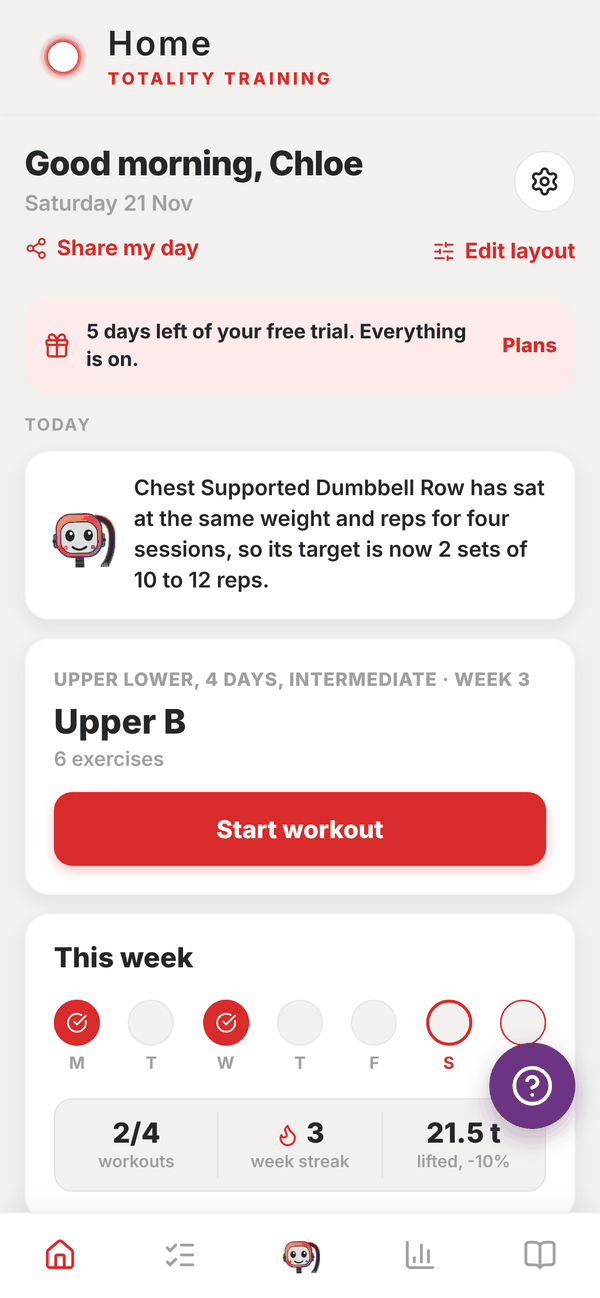 Home
TOTALITY TRAINING
Good morning, Chloe
Saturday 21 Nov
Share my day
Edit layout
5 days left of your free trial. Everything
is on.
Plans
TODAY
Chest Supported Dumbbell Row has sat
at the same weight and reps for four
sessions, so its target is now 2 sets of
10 to 12 reps.
UPPER LOWER, 4 DAYS, INTERMEDIATE · WEEK 3
Upper B
6 exercises
Start workout
This week
M T W T F S
2/4 3 21.5 t
workouts week streak lifted, -10%